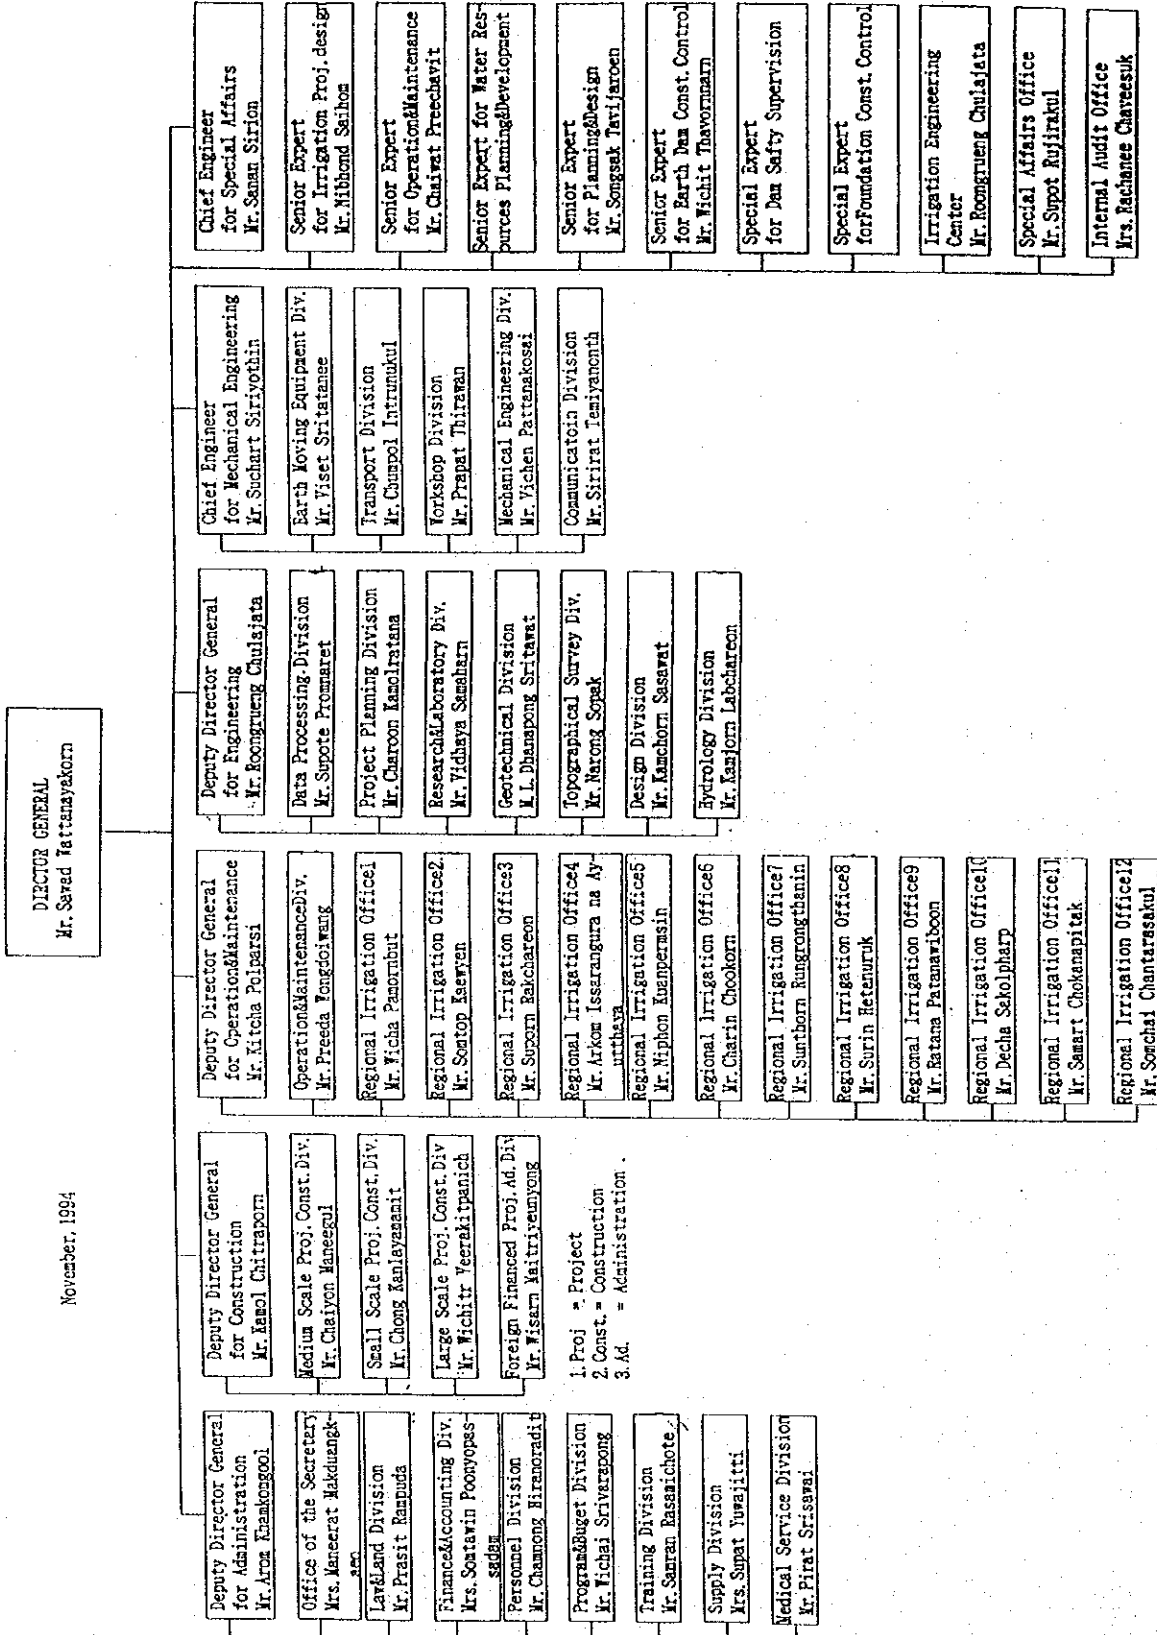 November, 1994
DIRCTOR GENERAL
Mr. Sawad Wattanayakorn
Deputy Director General
for Administration
Mr. Arom Khamkongool
Office of the Secretary
Mrs. Maneerat Makduangk-
aeo
Law&Land Division
Mr. Prasit Rampuda
Finance&Accounting Div.
Mrs. Somtawin Poonyopas-
sadam
Personnel Division
Mr. Chamnong Hiranoradit
Program&Buget Division
Mr. Wichai Srivarapong
Training Division
Mr. Samran Rasamichote
Supply Division
Mrs. Supat Yuwajitti
Medical Service Division
Mr. Pirat Srisawai
Deputy Director General
for Construction
Mr. Kamol Chitraporn
Medium Scale Proj. Const. Div.
Mr. Chaiyon Maneegul
Small Scale Proj. Const. Div.
Mr. Chong Kanlayanamit
Large Scale Proj. Const. Div
Mr. Wichitr Veerakitpanich
Foreign Financed Proj. Ad. Div
Mr. Wisarn Maitriyeunyong
1. Proj = Project
2. Const. = Construction
3. Ad. = Administration .
Deputy Director General
for Operation&Maintenance
Mr. Kitcha Polparsi
Operation&MaintenanceDiv.
Mr. Preeda Yongdoiwang
Regional Irrigation Office1
Mr. Wicha Pamornbut
Regional Irrigation Office2
Mr. Somtop Kaewyen
Regional Irrigation Office3
Mr. Suporn Rakchareon
Regional Irrigation Office4
Mr. Arkom Issarangura na Ay-
utthaya
Regional Irrigation Office5
Mr. Niphon Kuanpermsin
Regional Irrigation Office6
Mr. Charin Chookorn
Regional Irrigation Office7
Mr. Sunthorn Rungrongthanin
Regional Irrigation Office8
Mr. Surin Hetenuruk
Regional Irrigation Office9
Mr. Ratana Patanawiboon
Regional Irrigation Office10
Mr. Decha Sakolpharp
Regional Irrigation Office11
Mr. Samart Chokanapitak
Regional Irrigation Office12
Mr. Somchai Chantarasakul
Deputy Director General
for Engineering
Mr. Roongrueng Chulajata
Data Processing Division
Mr. Supote Promnaret
Project Planning Division
Mr. Charoon Kamolratana
Research&Laboratory Div.
Mr. Vidhaya Samaharn
Geotechnical Division
M.L. Dhanapong Sritawat
Topographical Survey Div.
Mr. Narong Sopak
Design Division
Mr. Kamchorn Sasawat
Hydrology Division
Mr. Kamjorn Labchareon
Chief Engineer
for Mechanical Engineering
Mr. Suchart Siriyothin
Earth Moving Equipment Div.
Mr. Viset Sritatanee
Transport Division
Mr. Chumpol Intrunukul
Workshop Division
Mr. Prapat Thirawan
Mechanical Engineering Div.
Mr. Vichen Pattanakosai
Communicatoin Division
Mr. Sirirat Temiyanonth
Chief Engineer
for Special Affairs
Mr. Sanan Sirion
Senior Expert
for Irrigation Proj. design
Mr. Nibhond Saihom
Senior Expert
for Operation&Maintenance
Mr. Chaiwat Preechavit
Senior Expert for Water Res-
ources Planning&Development
Senior Expert
for Planning&Design
Mr. Songsak Tavijaroen
Senior Expert
for Earth Dam Const. Control
Mr. Wichit Thavornnarn
Special Expert
for Dam Safty Supervision
Special Expert
forFoundation Const. Control
Irrigation Engineering
Center
Mr. Roongrueng Chulajata
Special Affairs Office
Mr. Supot Rujirakul
Internal Audit Office
Mrs. Rachanee Chaveesuk